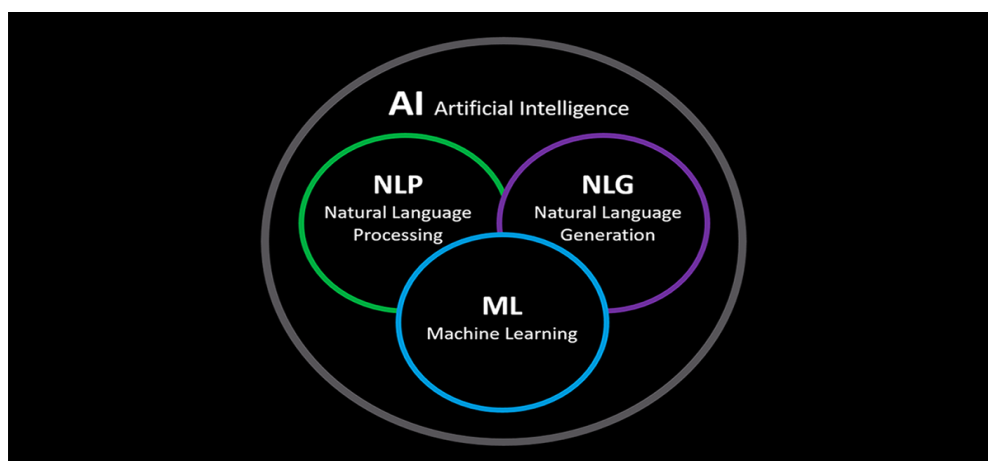 AI Artificial Intelligence
NLP
Natural Language
Processing
NLG
Natural Language
Generation
ML
Machine Learning